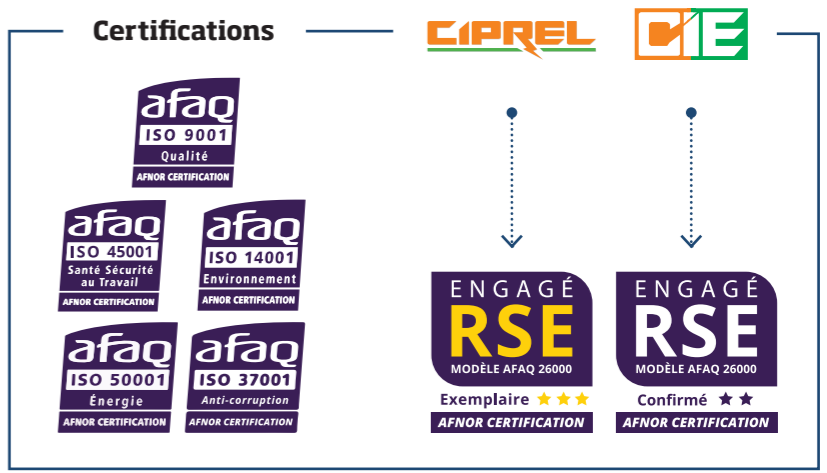 Certifications
CIPREL
CIE
afaq
ISO 9001
Qualité
AFNOR CERTIFICATION
afaq
ISO 45001
Santé Sécurité
au Travail
AFNOR CERTIFICATION
afaq
ISO 14001
Environnement
AFNOR CERTIFICATION
afaq
ISO 50001
Énergie
AFNOR CERTIFICATION
afaq
ISO 37001
Anti-corruption
AFNOR CERTIFICATION
ENGAGÉ
RSE
MODÈLE AFAQ 26000
Exemplaire
AFNOR CERTIFICATION
ENGAGÉ
RSE
MODÈLE AFAQ 26000
Confirmé
AFNOR CERTIFICATION